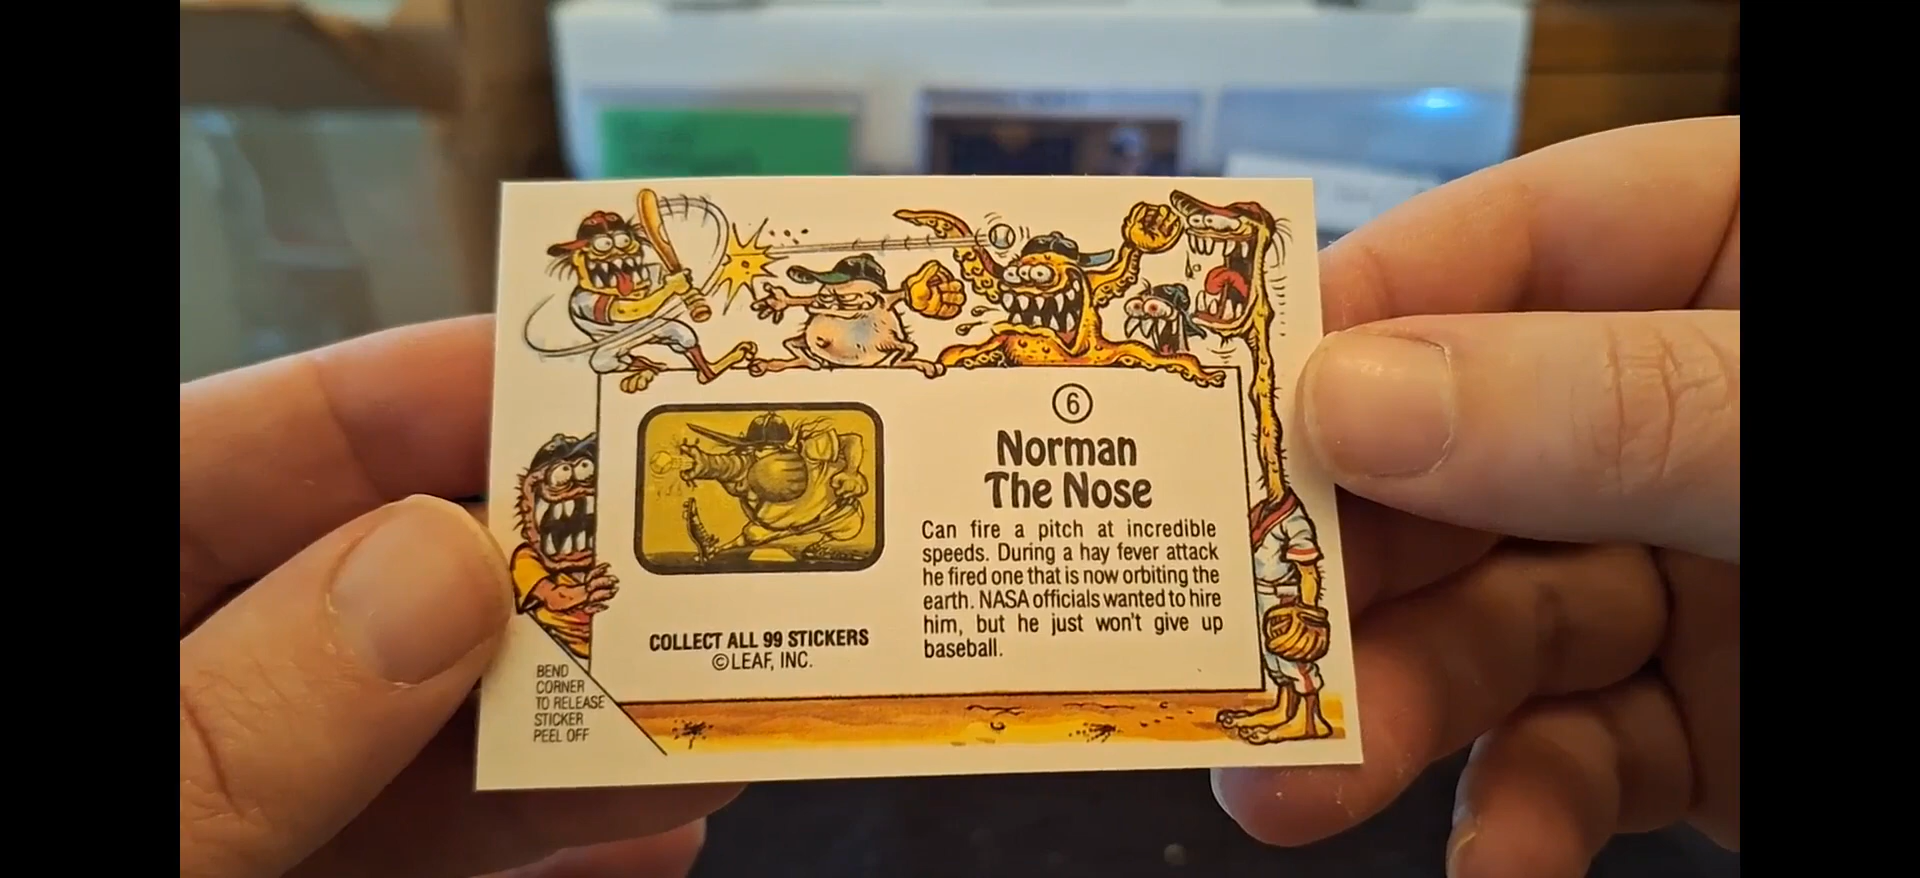 6
Norman
The Nose
Can fire a pitch at incredible
speeds. During a hay fever attack
he fired one that is now orbiting the
earth. NASA officials wanted to hire
him, but he just won't give up
baseball.
COLLECT ALL 99 STICKERS
©LEAF, INC.
BEND
CORNER
TO RELEASE
STICKER
PEEL OFF